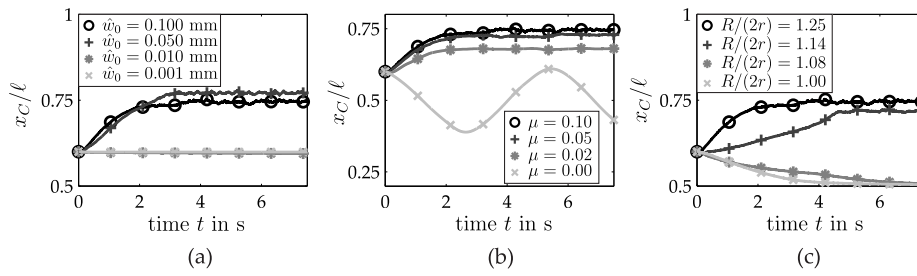 1
0.75
0.5
x_C/ℓ
ŵ₀ = 0.100 mm
ŵ₀ = 0.050 mm
ŵ₀ = 0.010 mm
ŵ₀ = 0.001 mm
0 2 4 6
time t in s
(a)
0.75
0.5
0.25
x_C/ℓ
μ = 0.10
μ = 0.05
μ = 0.02
μ = 0.00
0 2 4 6
time t in s
(b)
1
0.75
0.5
x_C/ℓ
R/(2r) = 1.25
R/(2r) = 1.14
R/(2r) = 1.08
R/(2r) = 1.00
0 2 4 6
time t in s
(c)